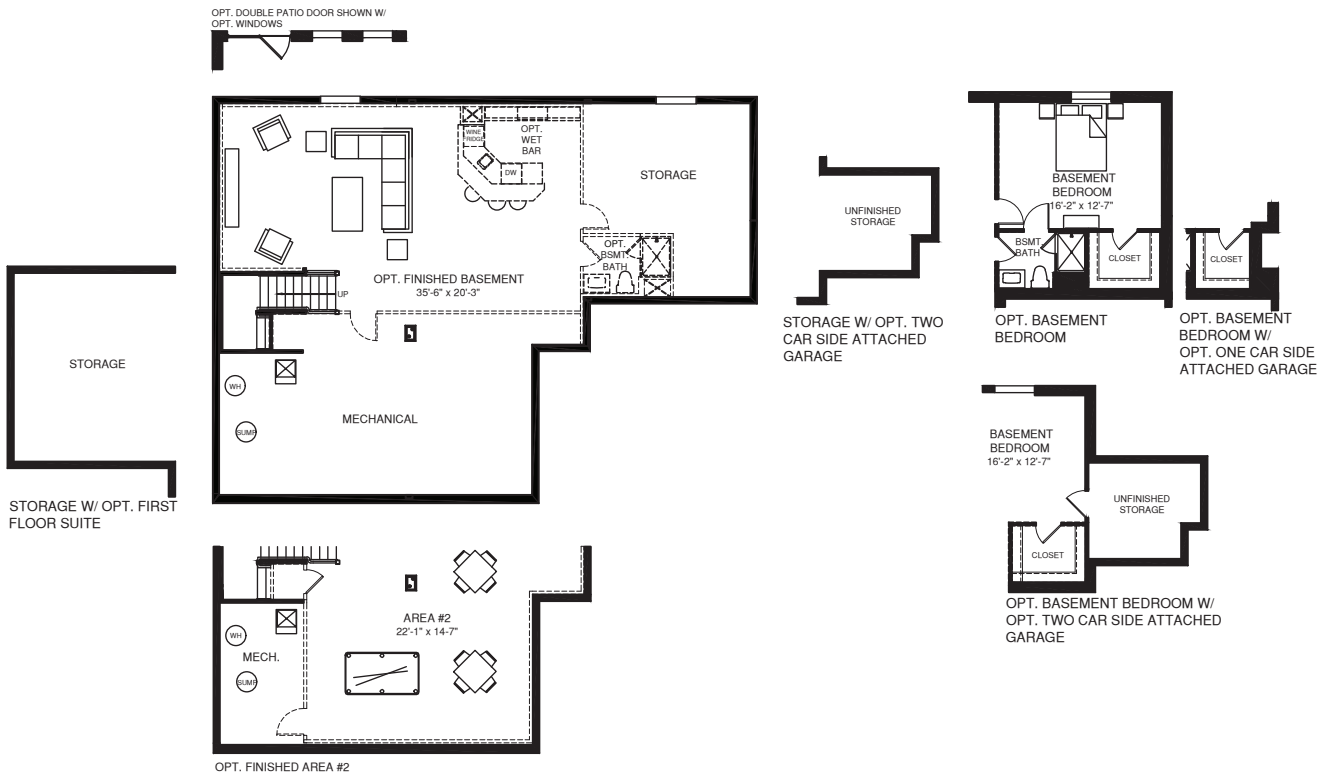 OPT. DOUBLE PATIO DOOR SHOWN W/
OPT. WINDOWS
WINE
FRIDGE
OPT.
WET
BAR
DW
STORAGE
OPT.
BSMT.
BATH
OPT. FINISHED BASEMENT
35'-6" x 20'-3"
UP
WH
SUMP
MECHANICAL
STORAGE
STORAGE W/ OPT. FIRST
FLOOR SUITE
UNFINISHED
STORAGE
STORAGE W/ OPT. TWO
CAR SIDE ATTACHED
GARAGE
BASEMENT
BEDROOM
16'-2" x 12'-7"
BSMT.
BATH
CLOSET
OPT. BASEMENT
BEDROOM
CLOSET
OPT. BASEMENT
BEDROOM W/
OPT. ONE CAR SIDE
ATTACHED GARAGE
BASEMENT
BEDROOM
16'-2" x 12'-7"
UNFINISHED
STORAGE
CLOSET
OPT. BASEMENT BEDROOM W/
OPT. TWO CAR SIDE ATTACHED
GARAGE
AREA #2
22'-1" x 14-7"
WH
MECH.
SUMP
OPT. FINISHED AREA #2